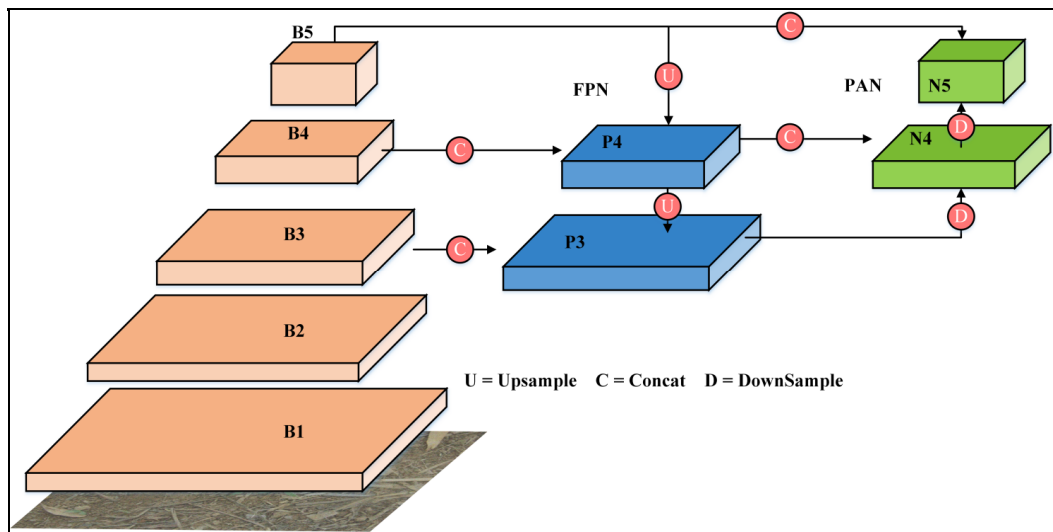 B5
C
U
FPN
PAN
N5
B4
C
P4
C
D
N4
U
D
B3
C
P3
B2
U = Upsample C = Concat D = DownSample
B1